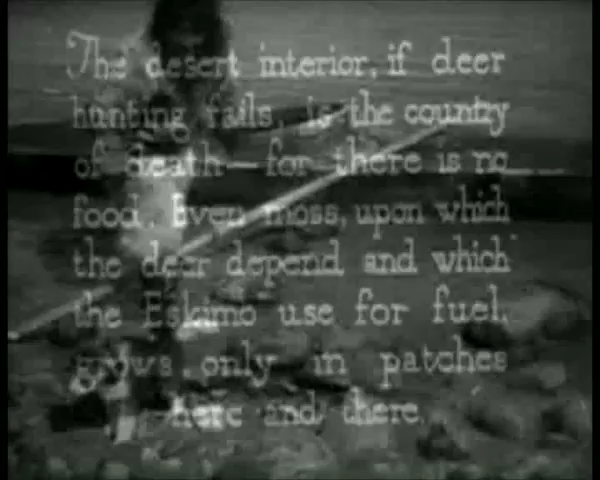 The desert interior, if deer
hunting fails is the country
of death—for there is no
food. Even moss, upon which
the deer depend and which
the Eskimo use for fuel,
grows only in patches
here and there.